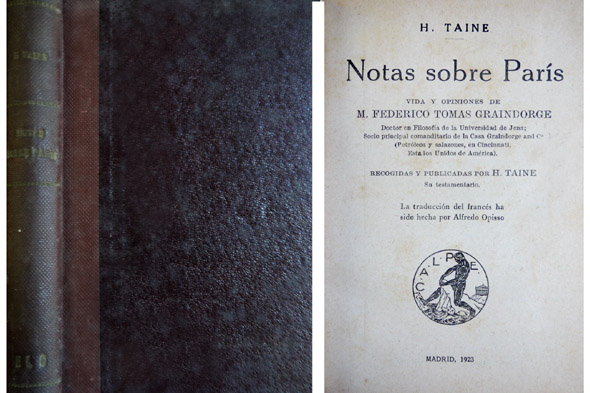 H. TAINE
H. TAINE
Notas sobre París
VIDA Y OPINIONES DE
M. FEDERICO TOMAS GRAINDORGE
Doctor en Filosofía de la Universidad de Jena;
Socio principal comanditario de la Casa Graindorge and Cº
(Petróleos y salazones, en Cincinnati,
Estados Unidos de América).
RECOGIDAS Y PUBLICADAS POR H. TAINE
Su testamentario.
La traducción del francés ha
sido hecha por Alfredo Opisso
CALPE
MADRID, 1923